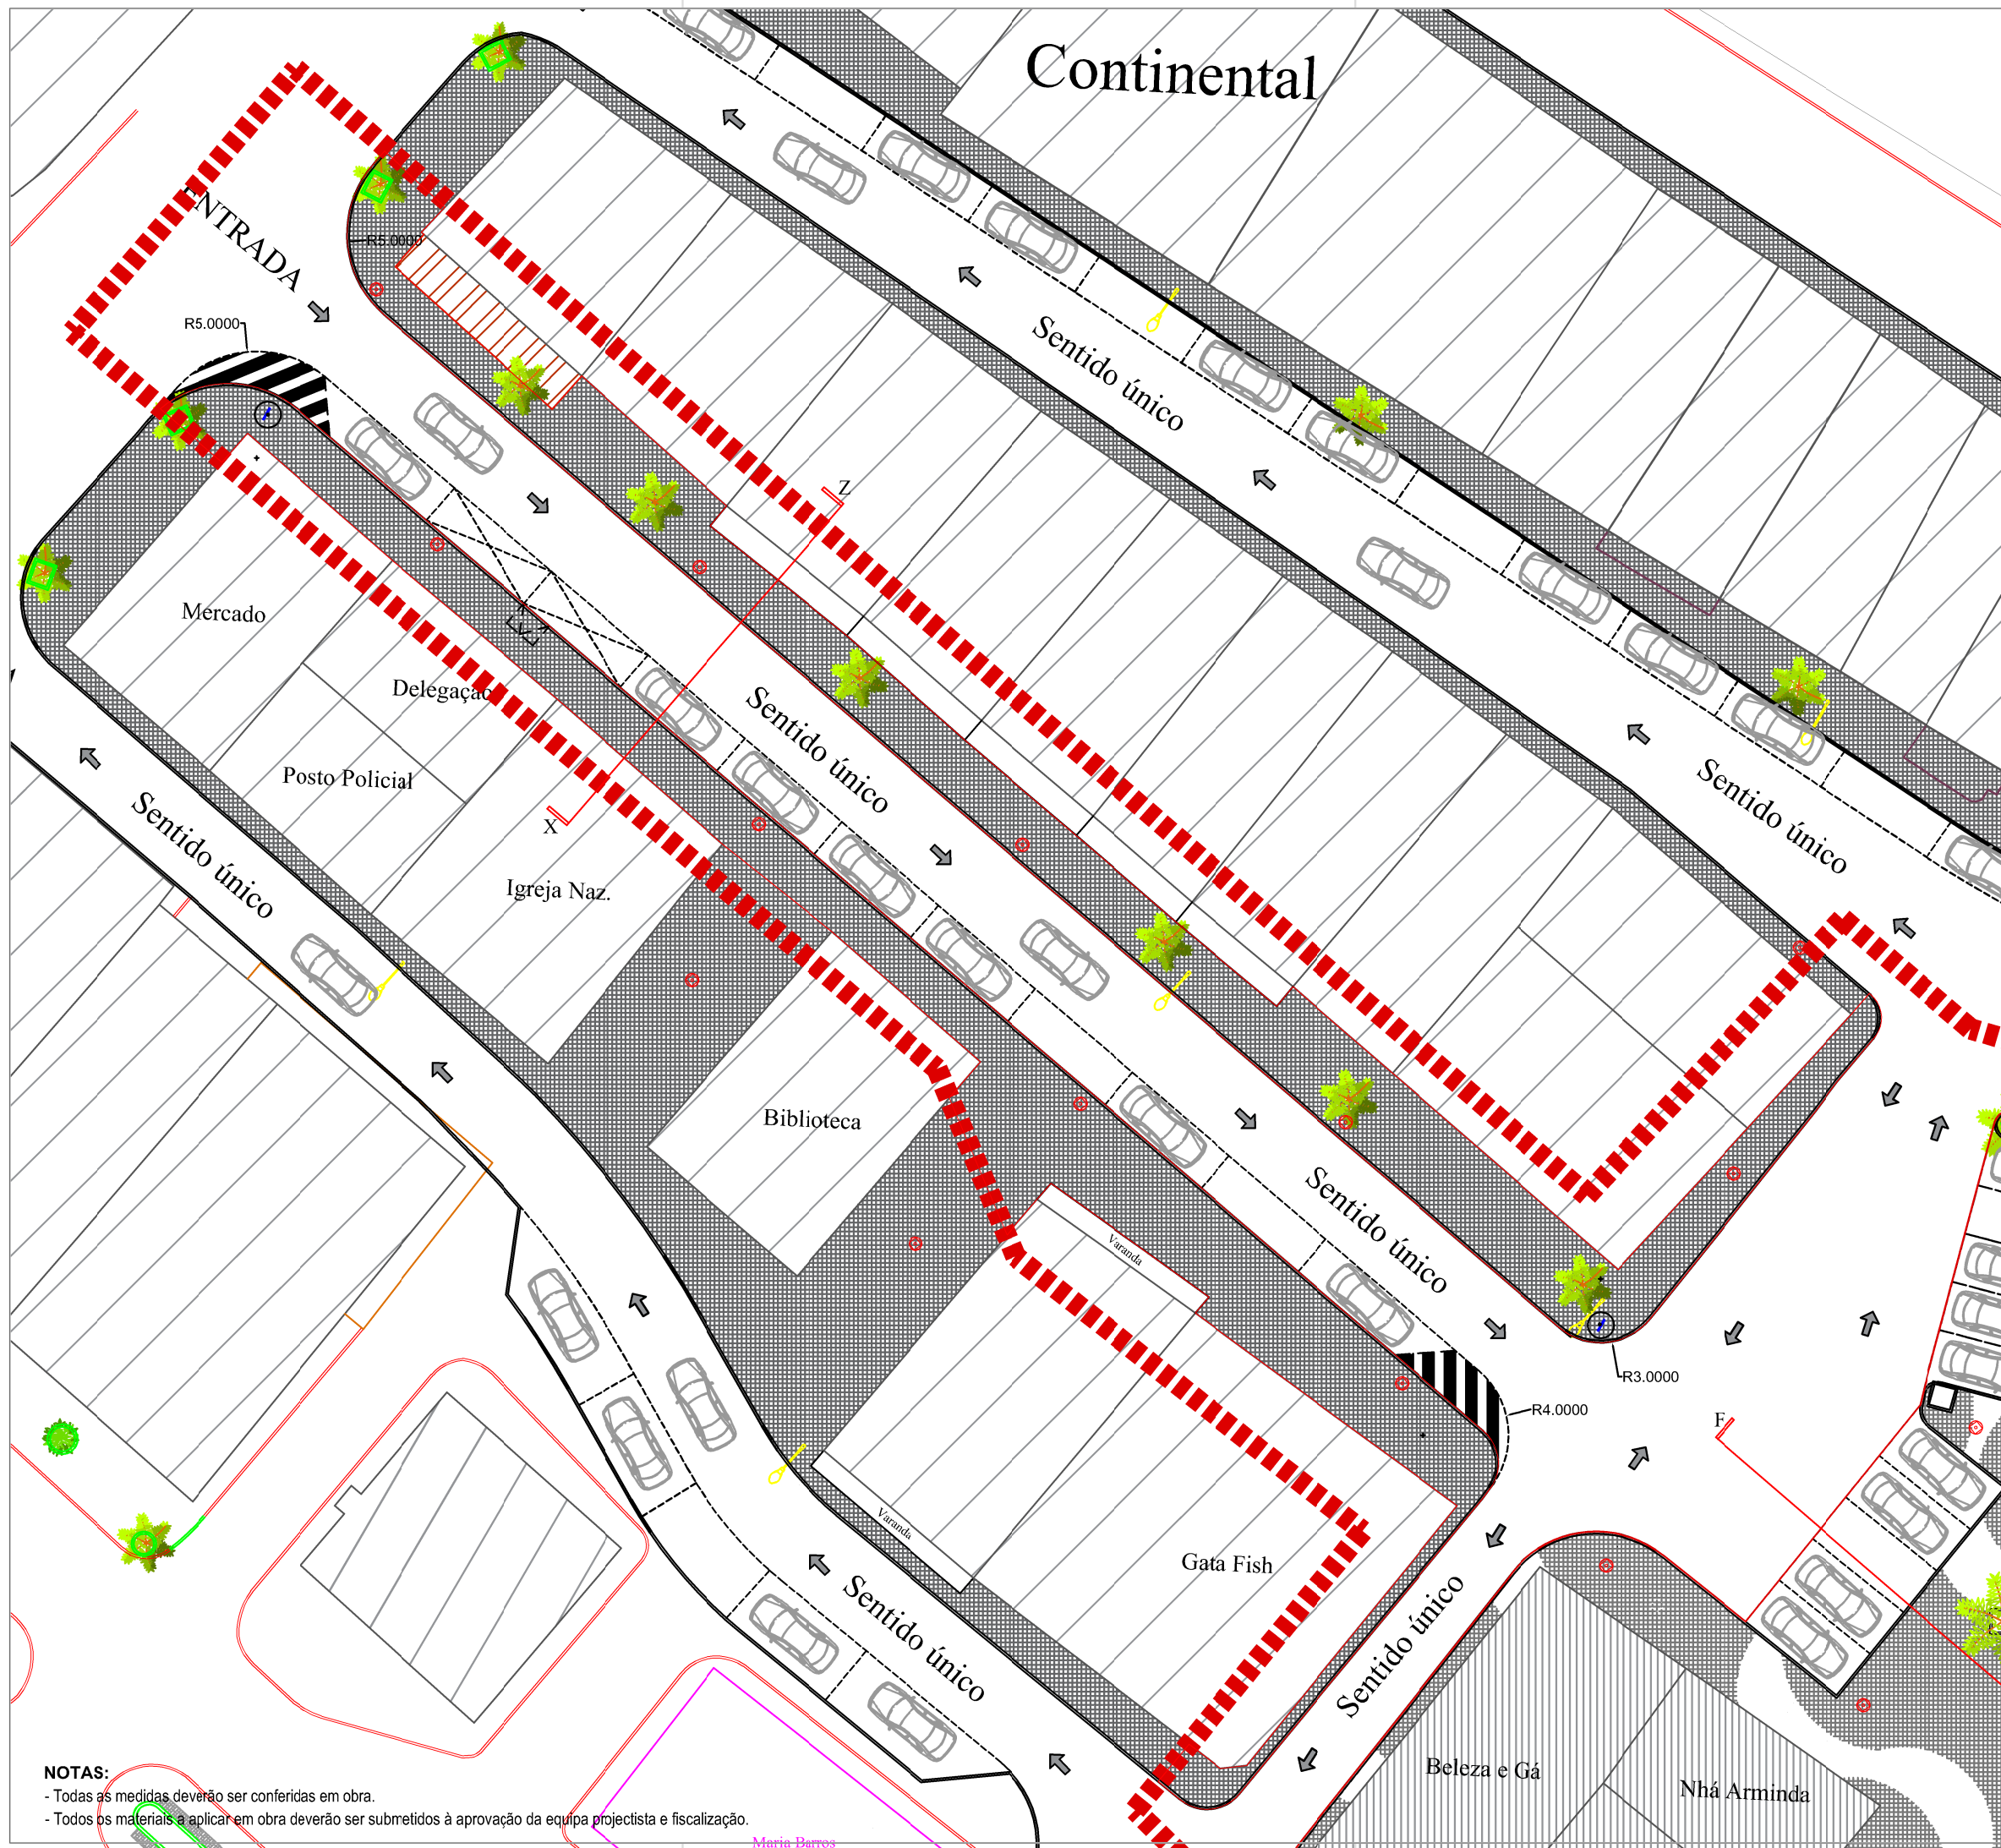 Continental
ENTRADA
R5.0000
R5.0000
Sentido único
Z
Mercado
Delegação
Posto Policial
Sentido único
Sentido único
Sentido único
X
Igreja Naz.
Biblioteca
Sentido único
Varanda
R3.0000
R4.0000
F
Varanda
Gata Fish
Sentido único
Sentido único
Beleza e Gá
Nhá Arminda
NOTAS:
- Todas as medidas deverão ser conferidas em obra.
- Todos os materiais a aplicar em obra deverão ser submetidos à aprovação da equipa projectista e fiscalização.
Maria Barros